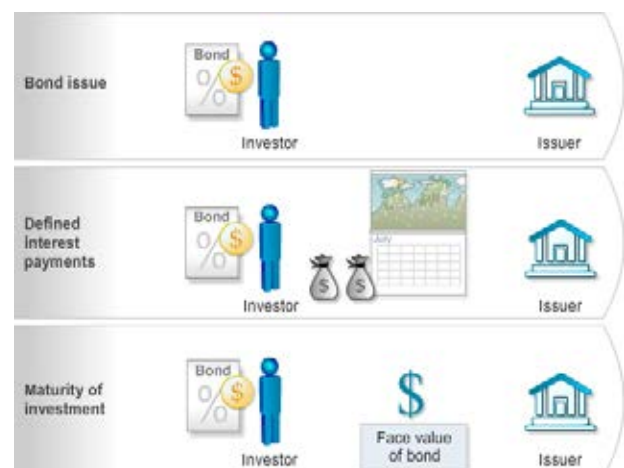 Bond issue
Bond
%
$
Investor
Issuer
Defined
interest
payments
Bond
%
$
$
$
July
Investor
Issuer
Maturity of
investment
Bond
%
$
$
Face value
of bond
Investor
Issuer